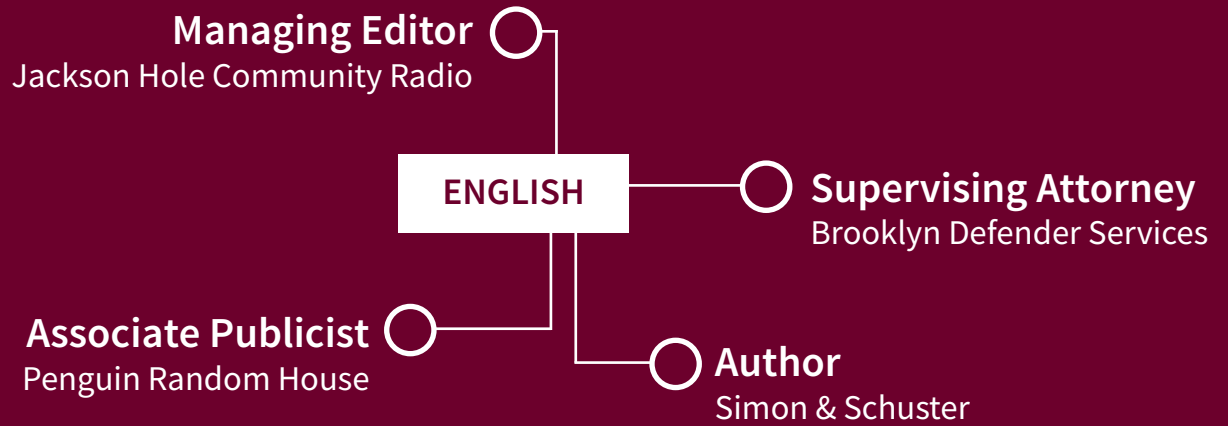 Managing Editor
Jackson Hole Community Radio
ENGLISH
Supervising Attorney
Brooklyn Defender Services
Associate Publicist
Penguin Random House
Author
Simon & Schuster